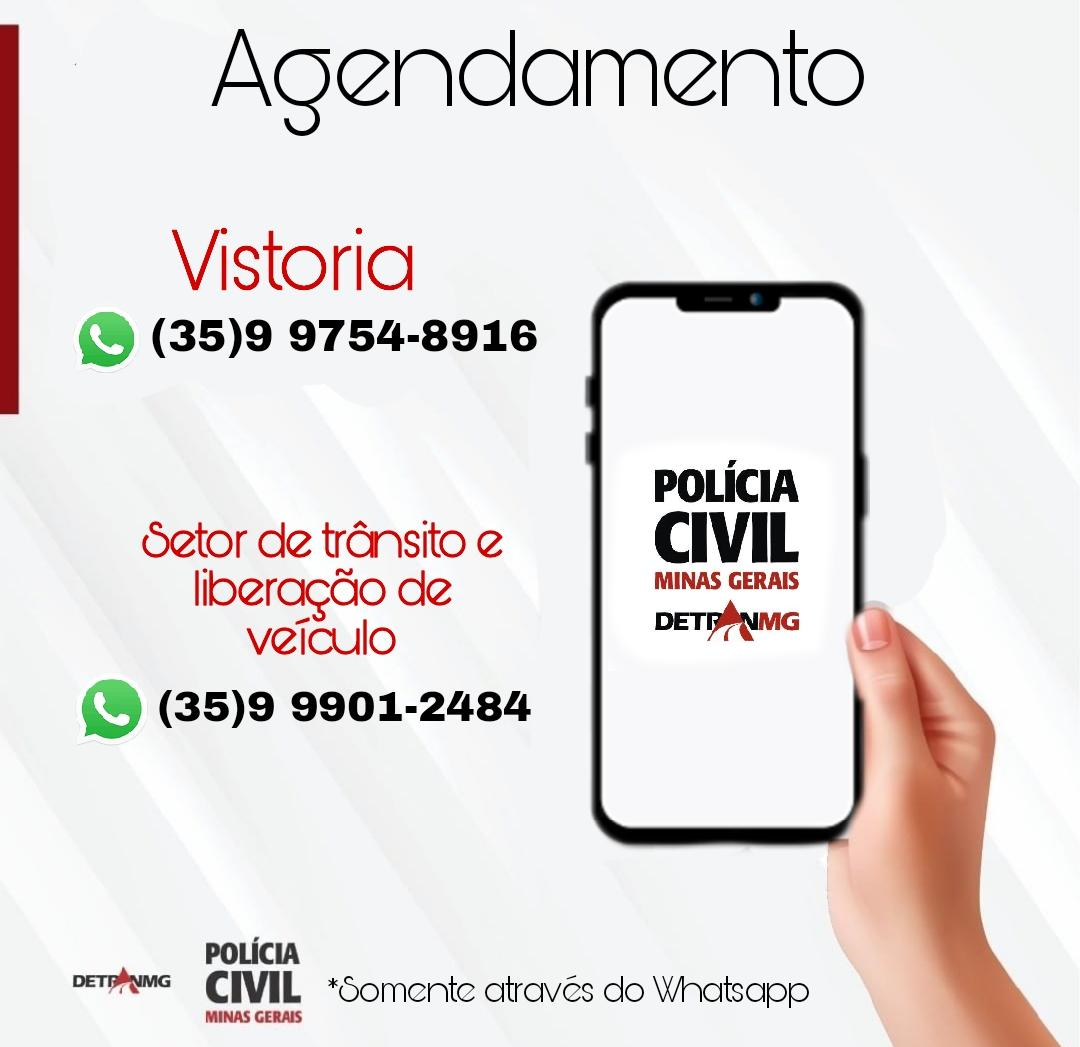 Agendamento
Vistoria
(35)9 9754-8916
Setor de trânsito e
liberação de
veículo
(35)9 9901-2484
POLÍCIA
CIVIL
MINAS GERAIS
DETRANMG
DETRANMG
POLÍCIA
CIVIL
MINAS GERAIS
*Somente através do Whatsapp